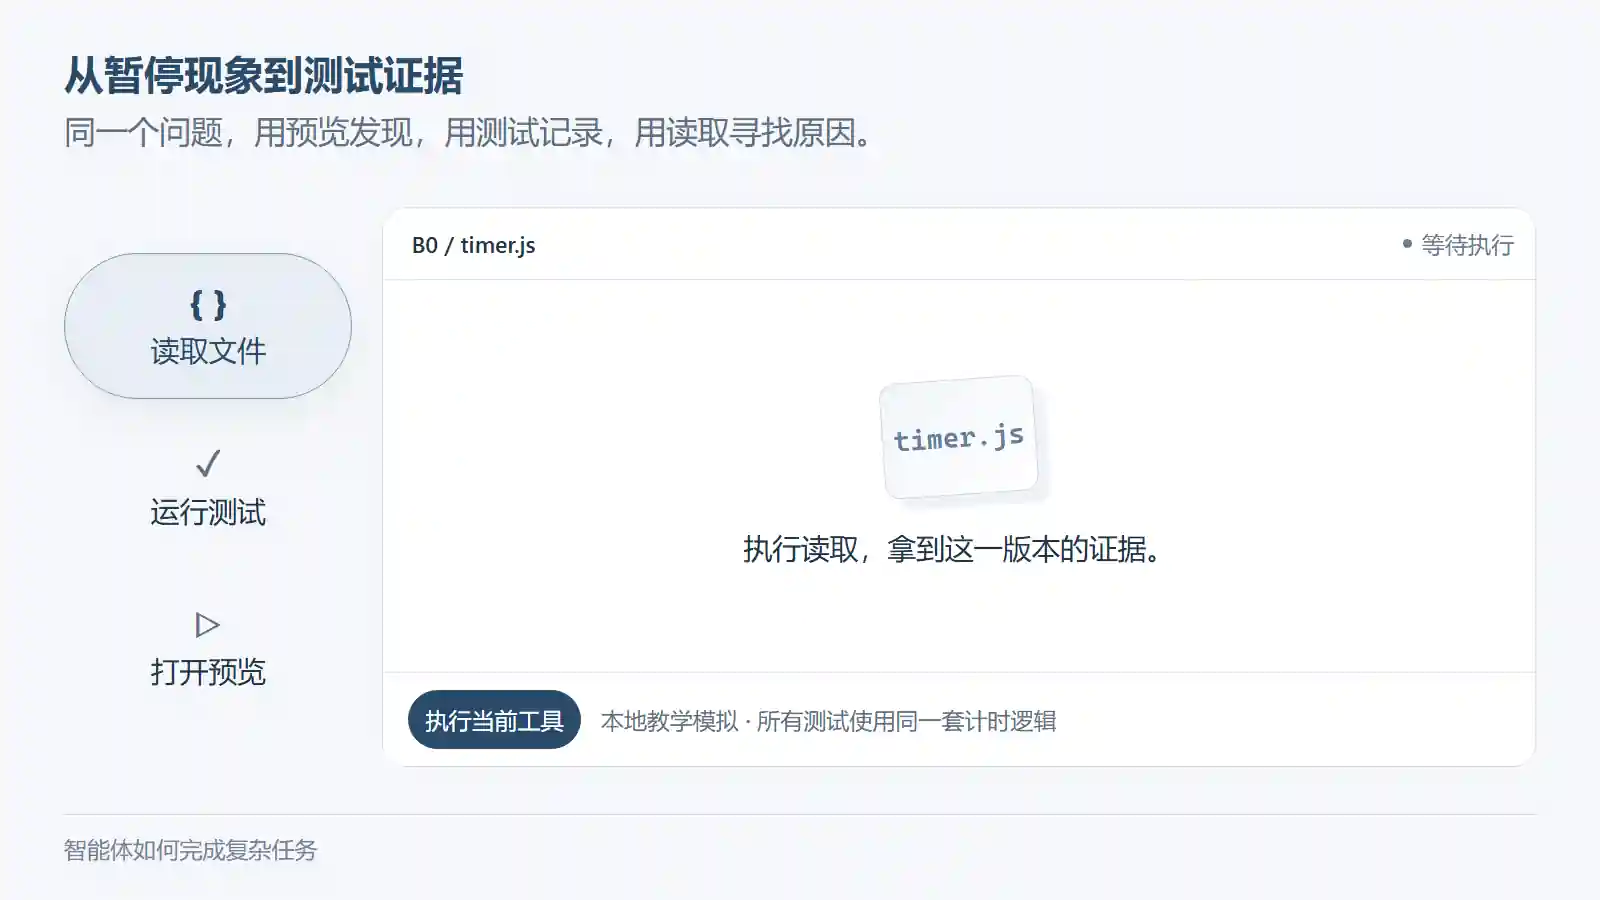 从暂停现象到测试证据
同一个问题，用预览发现，用测试记录，用读取寻找原因。
{ }
读取文件
✓
运行测试
▷
打开预览
B0 / timer.js
• 等待执行
timer.js
执行读取，拿到这一版本的证据。
执行当前工具
本地教学模拟 · 所有测试使用同一套计时逻辑
智能体如何完成复杂任务